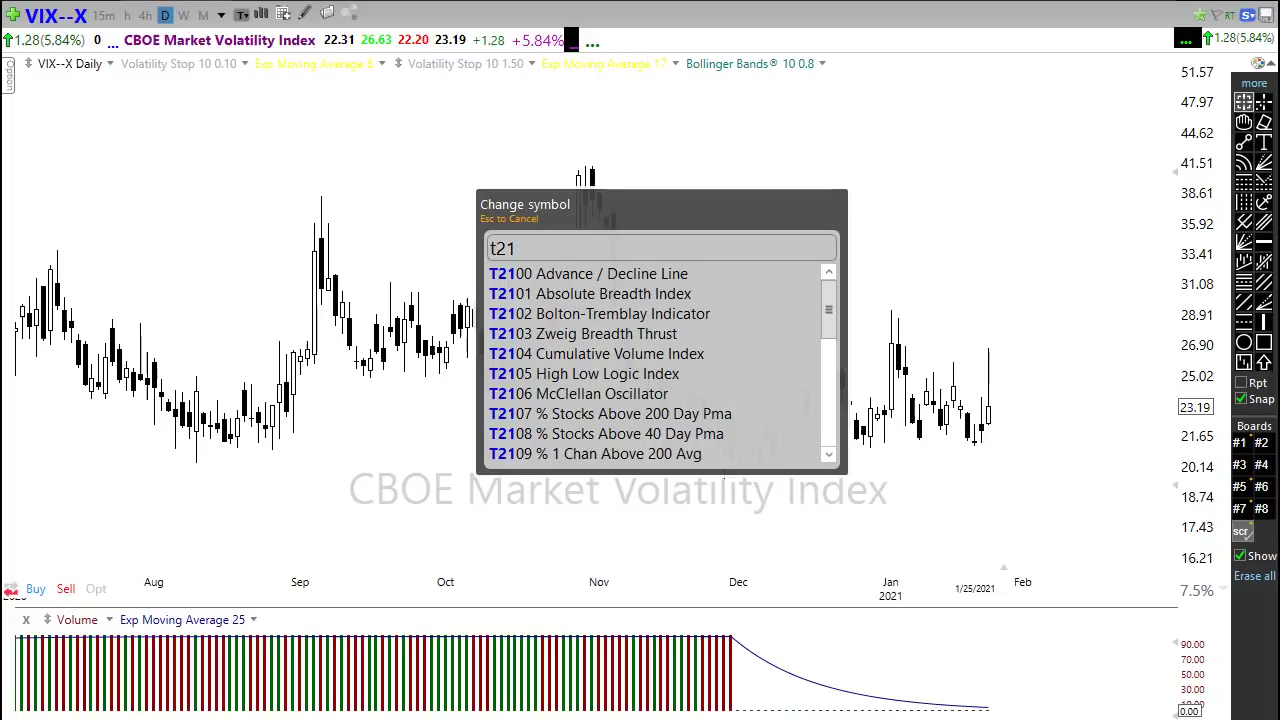 VIX--X 15m h 4h D W M T RT S
1.28(5.84%) 0 ... CBOE Market Volatility Index 22.31 26.63 22.20 23.19 +1.28 +5.84% ... ... 1.28(5.84%)
Option
VIX--X Daily Volatility Stop 10 0.10 Exp Moving Average 8 Volatility Stop 10 1.50 Exp Moving Average 17 Bollinger Bands® 10 0.8
more
T
51.57
47.97
44.62
41.51
38.61
35.92
33.41
31.08
28.91
26.90
25.02
23.19
21.65
20.14
18.74
17.43
16.21
7.5%
Change symbol
Esc to Cancel
t21
T2100 Advance / Decline Line
T2101 Absolute Breadth Index
T2102 Bolton-Tremblay Indicator
T2103 Zweig Breadth Thrust
T2104 Cumulative Volume Index
T2105 High Low Logic Index
T2106 McClellan Oscillator
T2107 % Stocks Above 200 Day Pma
T2108 % Stocks Above 40 Day Pma
T2109 % 1 Chan Above 200 Avg
CBOE Market Volatility Index
Rpt
Snap
Boards
#1 #2
#3 #4
#5 #6
#7 #8
scr
Show
Erase all
Aug Sep Oct Nov Dec Jan Feb
2021 1/25/2021
Buy Sell Opt
x Volume Exp Moving Average 25
90.00
70.00
50.00
30.00
0.00